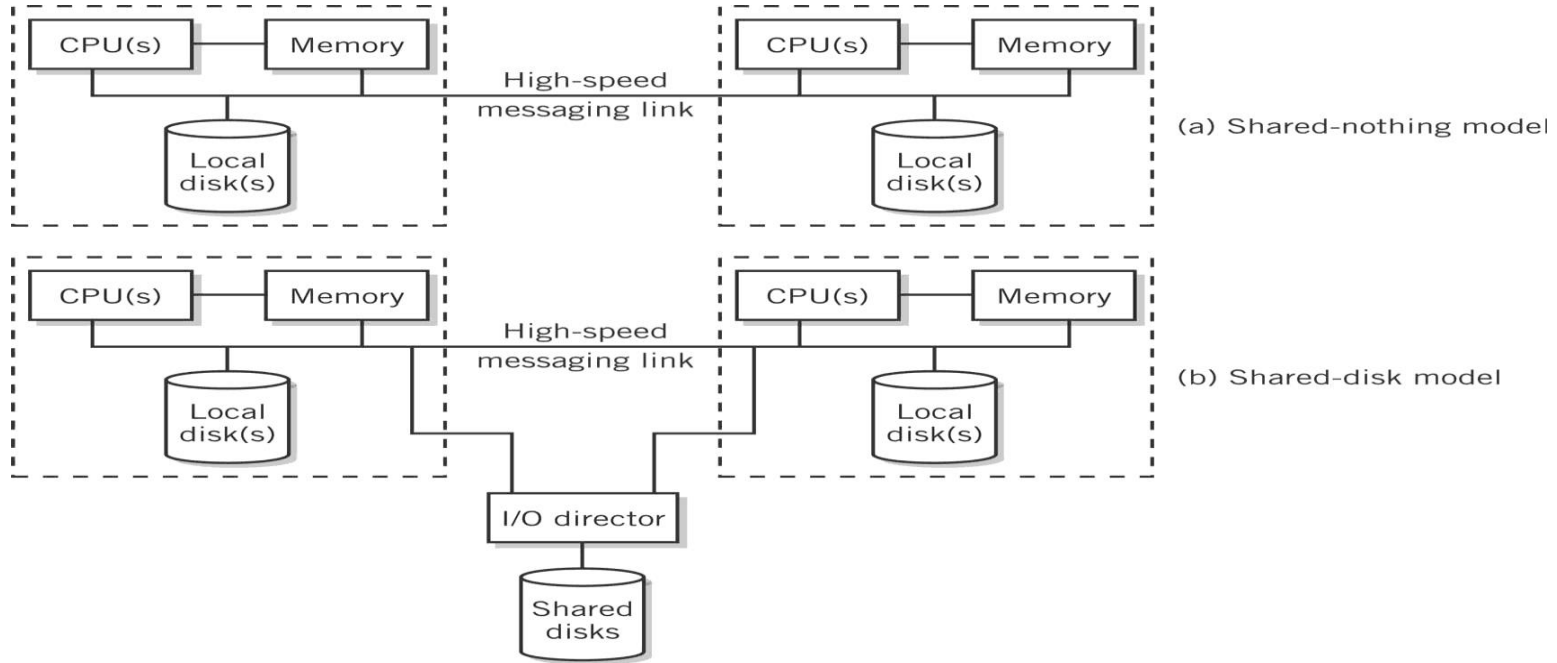 CPU(s)
Memory
High-speed
messaging link
CPU(s)
Memory
Local
disk(s)
Local
disk(s)
(a) Shared-nothing model
CPU(s)
Memory
High-speed
messaging link
CPU(s)
Memory
Local
disk(s)
Local
disk(s)
(b) Shared-disk model
I/O director
Shared
disks